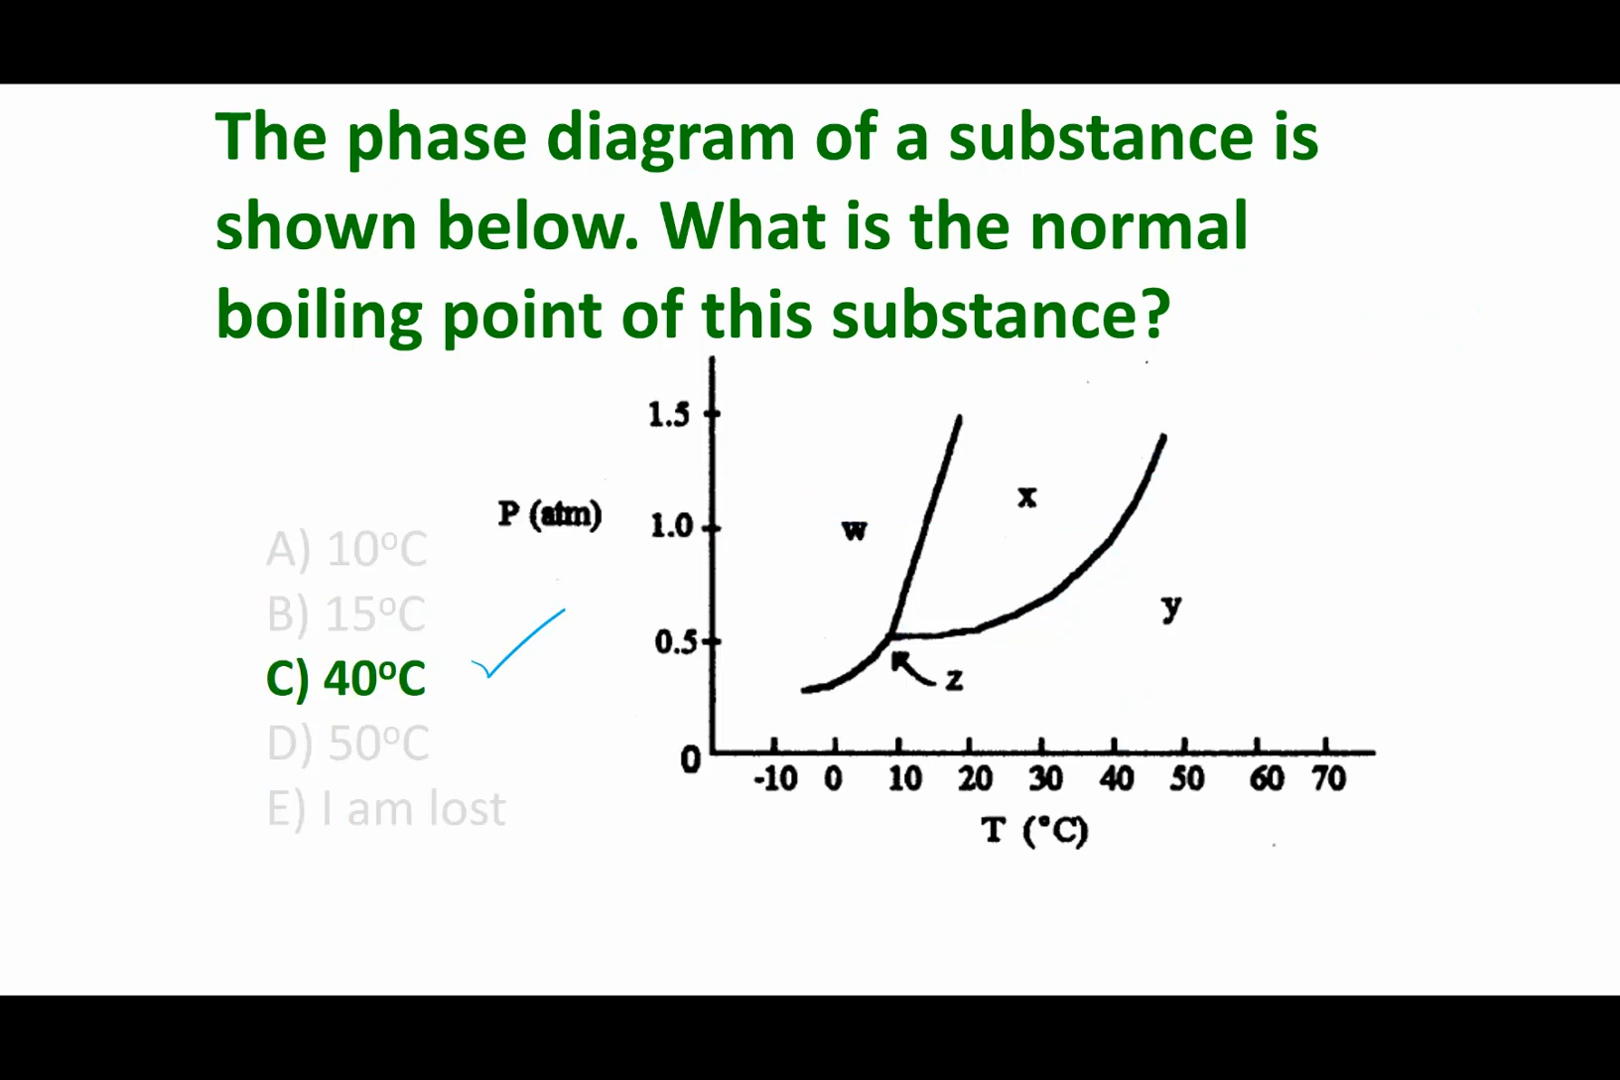 The phase diagram of a substance is
shown below. What is the normal
boiling point of this substance?
A) 10°C
B) 15°C
C) 40°C
D) 50°C
E) I am lost
P (atm)
1.5
1.0
0.5
0
w
x
y
z
-10 0 10 20 30 40 50 60 70
T (°C)